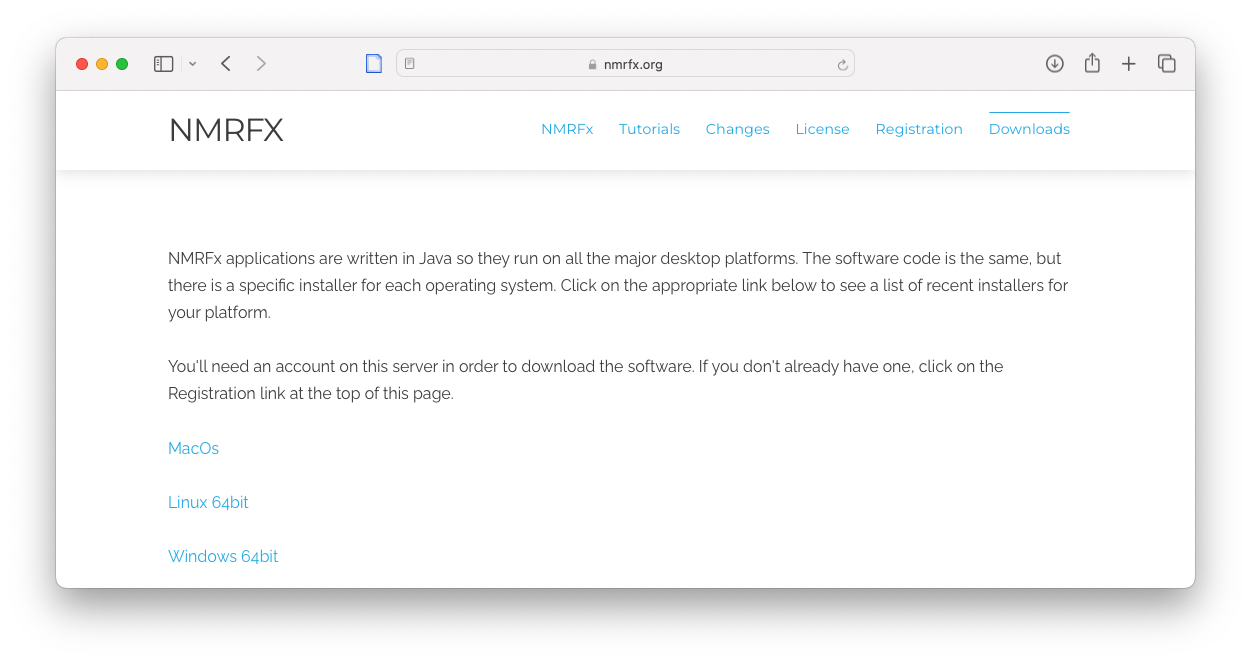 nmrfx.org
NMRFX
NMRFx Tutorials Changes License Registration Downloads
NMRFx applications are written in Java so they run on all the major desktop platforms. The software code is the same, but
there is a specific installer for each operating system. Click on the appropriate link below to see a list of recent installers for
your platform.
You'll need an account on this server in order to download the software. If you don't already have one, click on the
Registration link at the top of this page.
MacOs
Linux 64bit
Windows 64bit